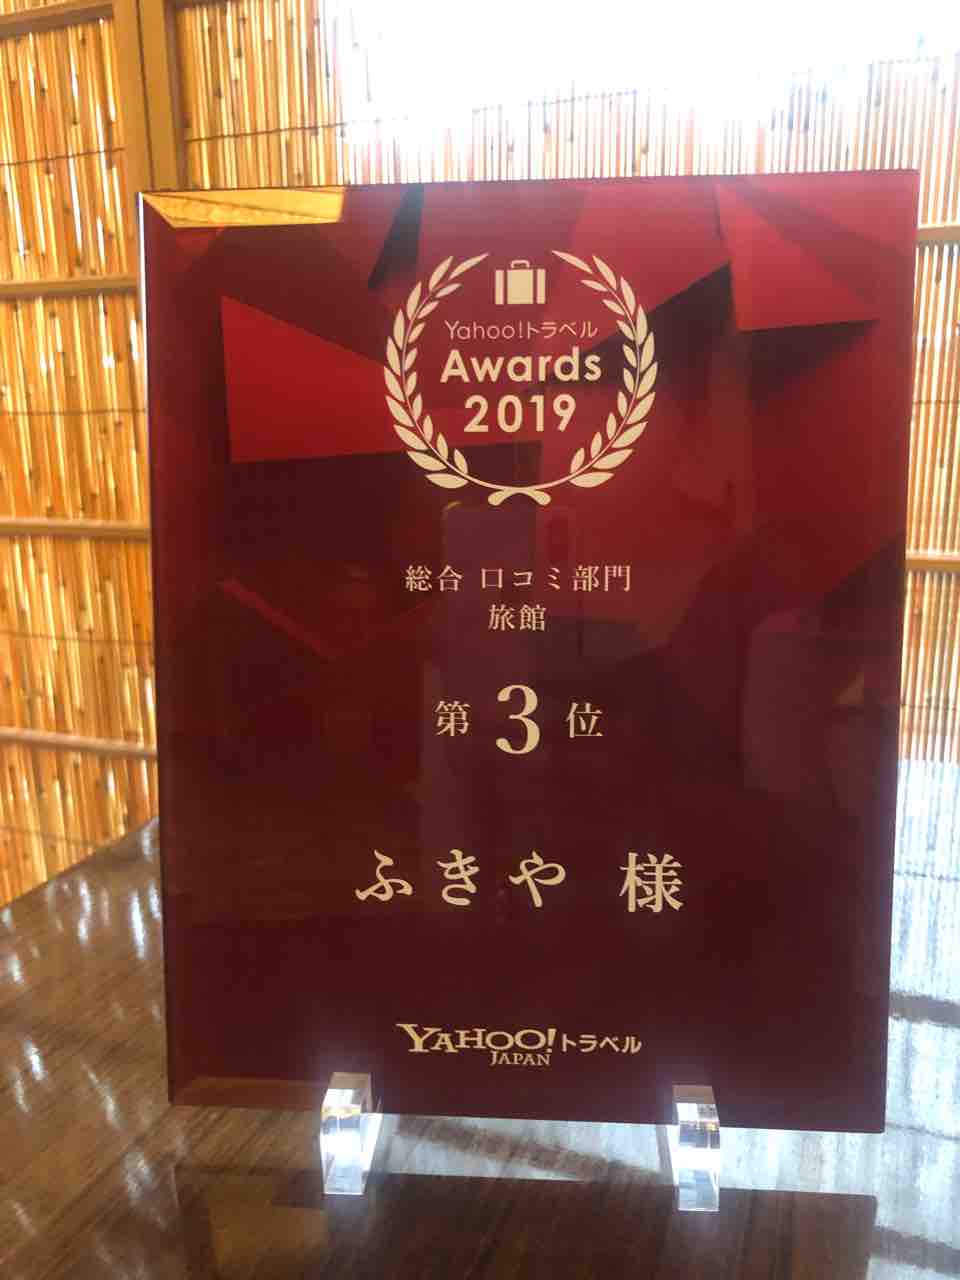 Yahoo!トラベル
Awards
2019
総合 口コミ部門
旅館
第 3 位
ふきや 様
YAHOO!トラベル
JAPAN